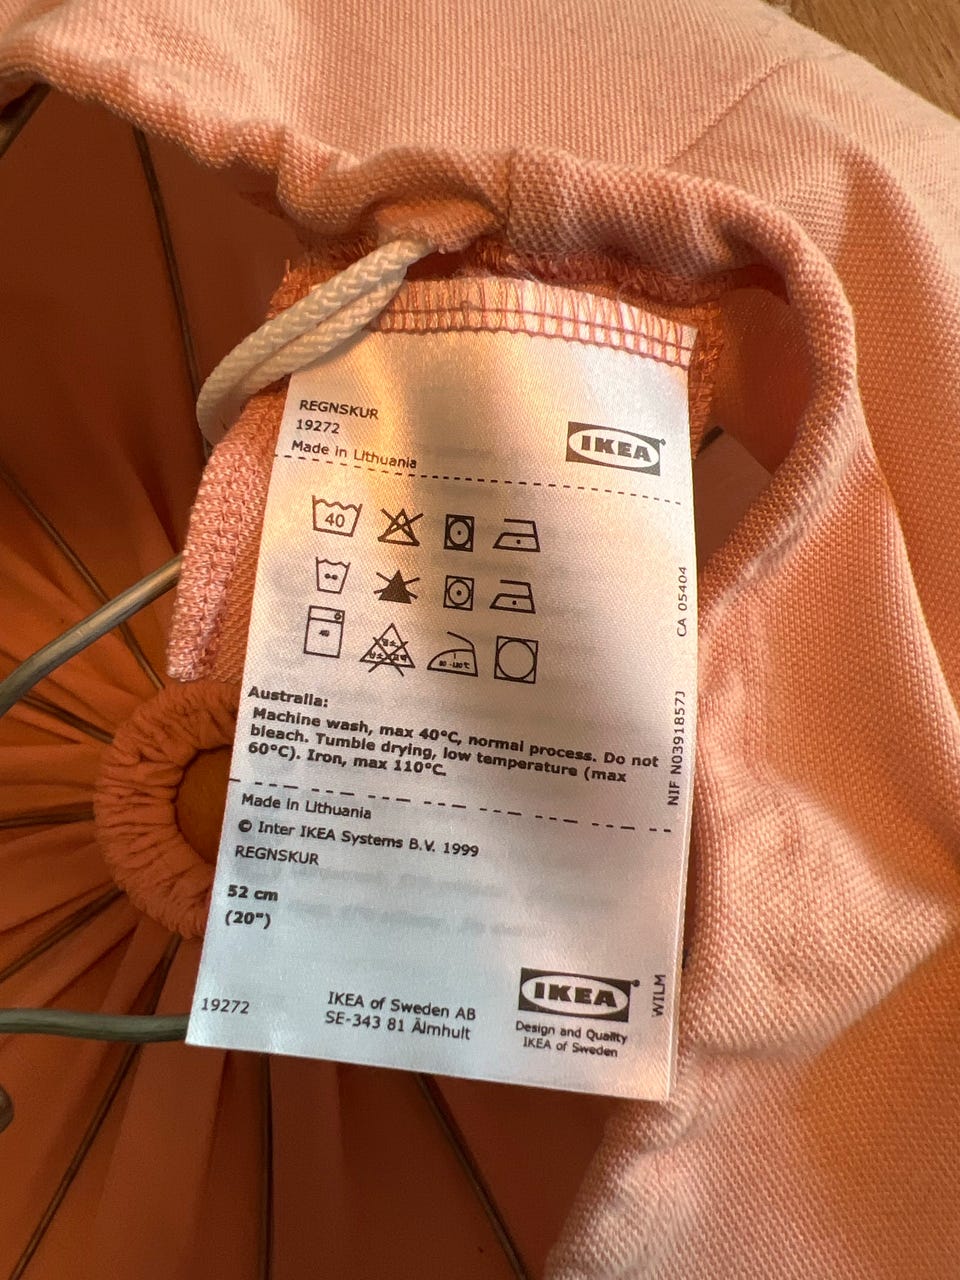 REGNSKUR
19272
Made in Lithuania
IKEA
40
40
Australia:
Machine wash, max 40°C, normal process. Do not
bleach. Tumble drying, low temperature (max
60°C). Iron, max 110°C.
Made in Lithuania
© Inter IKEA Systems B.V. 1999
REGNSKUR
52 cm
(20")
19272
IKEA of Sweden AB
SE-343 81 Älmhult
IKEA
Design and Quality
IKEA of Sweden
CA 05404
NIF N0391857J
WILM